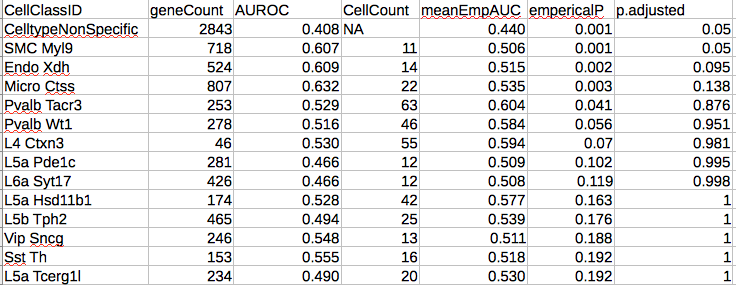 CellClassID geneCount AUROC CellCount meanEmpAUC empericalP p.adjusted
CelltypeNonSpecific 2843 0.408 NA 0.440 0.001 0.05
SMC Myl9 718 0.607 11 0.506 0.001 0.05
Endo Xdh 524 0.609 14 0.515 0.002 0.095
Micro Ctss 807 0.632 22 0.535 0.003 0.138
Pvalb Tacr3 253 0.529 63 0.604 0.041 0.876
Pvalb Wt1 278 0.516 46 0.584 0.056 0.951
L4 Ctxn3 46 0.530 55 0.594 0.07 0.981
L5a Pde1c 281 0.466 12 0.509 0.102 0.995
L6a Syt17 426 0.466 12 0.508 0.119 0.998
L5a Hsd11b1 174 0.528 42 0.577 0.163 1
L5b Tph2 465 0.494 25 0.539 0.176 1
Vip Sncg 246 0.548 13 0.511 0.188 1
Sst Th 153 0.555 16 0.518 0.192 1
L5a Tcerg1l 234 0.490 20 0.530 0.192 1